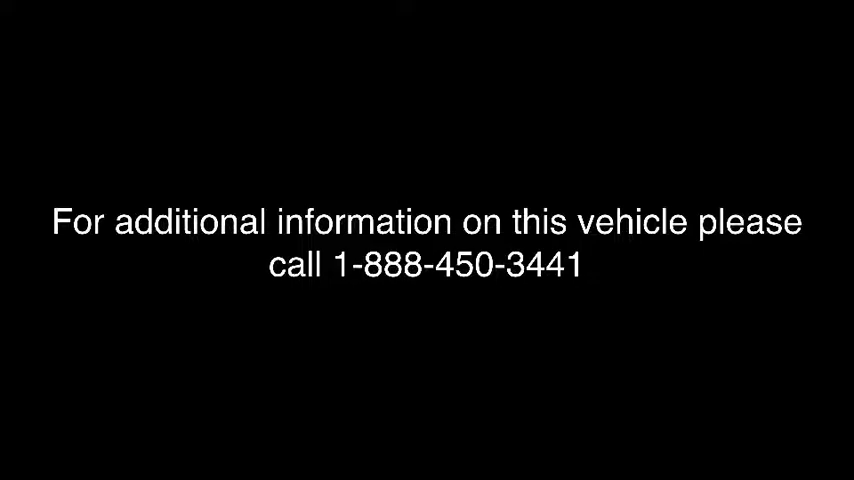 For additional information on this vehicle please
call 1-888-450-3441